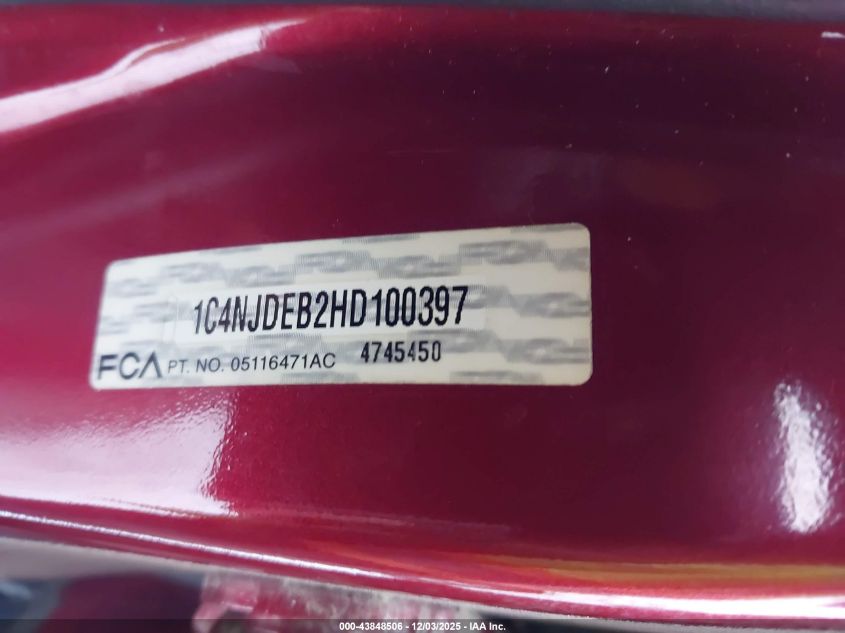 1C4NJDEB2HD100397
FCA PT. NO. 05116471AC 4745450
000-43848506 - 12/03/2025 - IAA Inc.